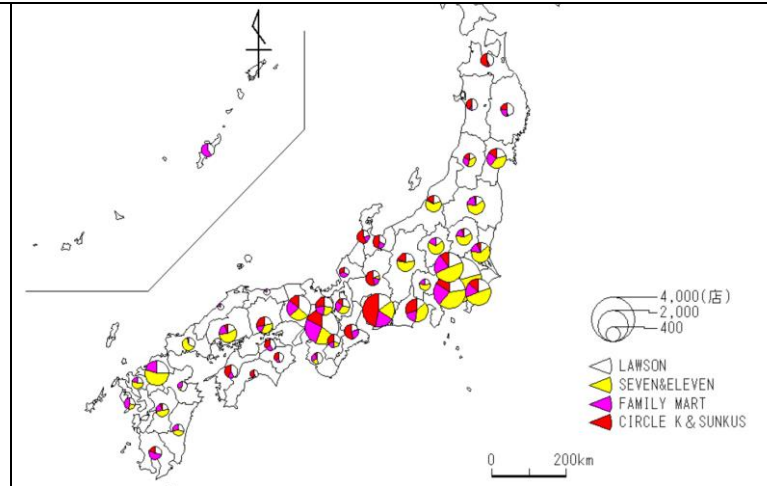 4,000(店)
2,000
400
LAWSON
SEVEN&ELEVEN
FAMILY MART
CIRCLE K & SUNKUS
0 200km